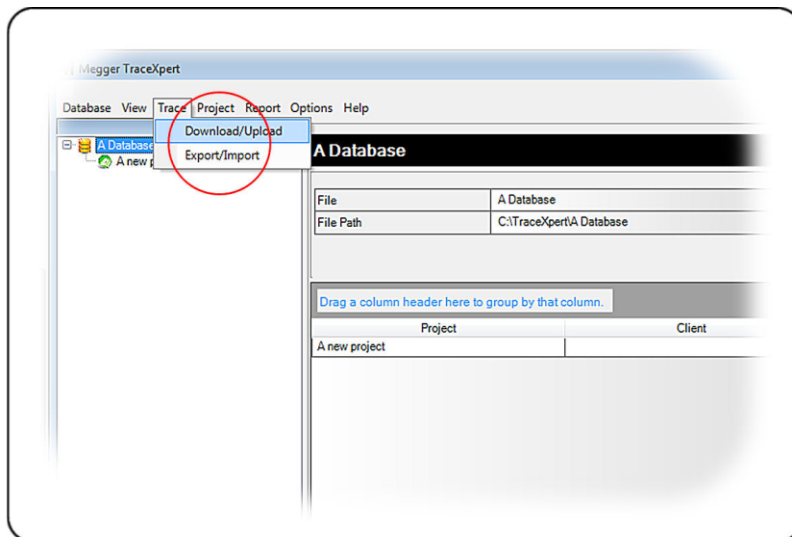 Megger TraceXpert
Database View Trace Project Report Options Help
Download/Upload
Export/Import
A Database
A new
A Database
File A Database
File Path C:\TraceXpert\A Database
Drag a column header here to group by that column.
Project Client
A new project